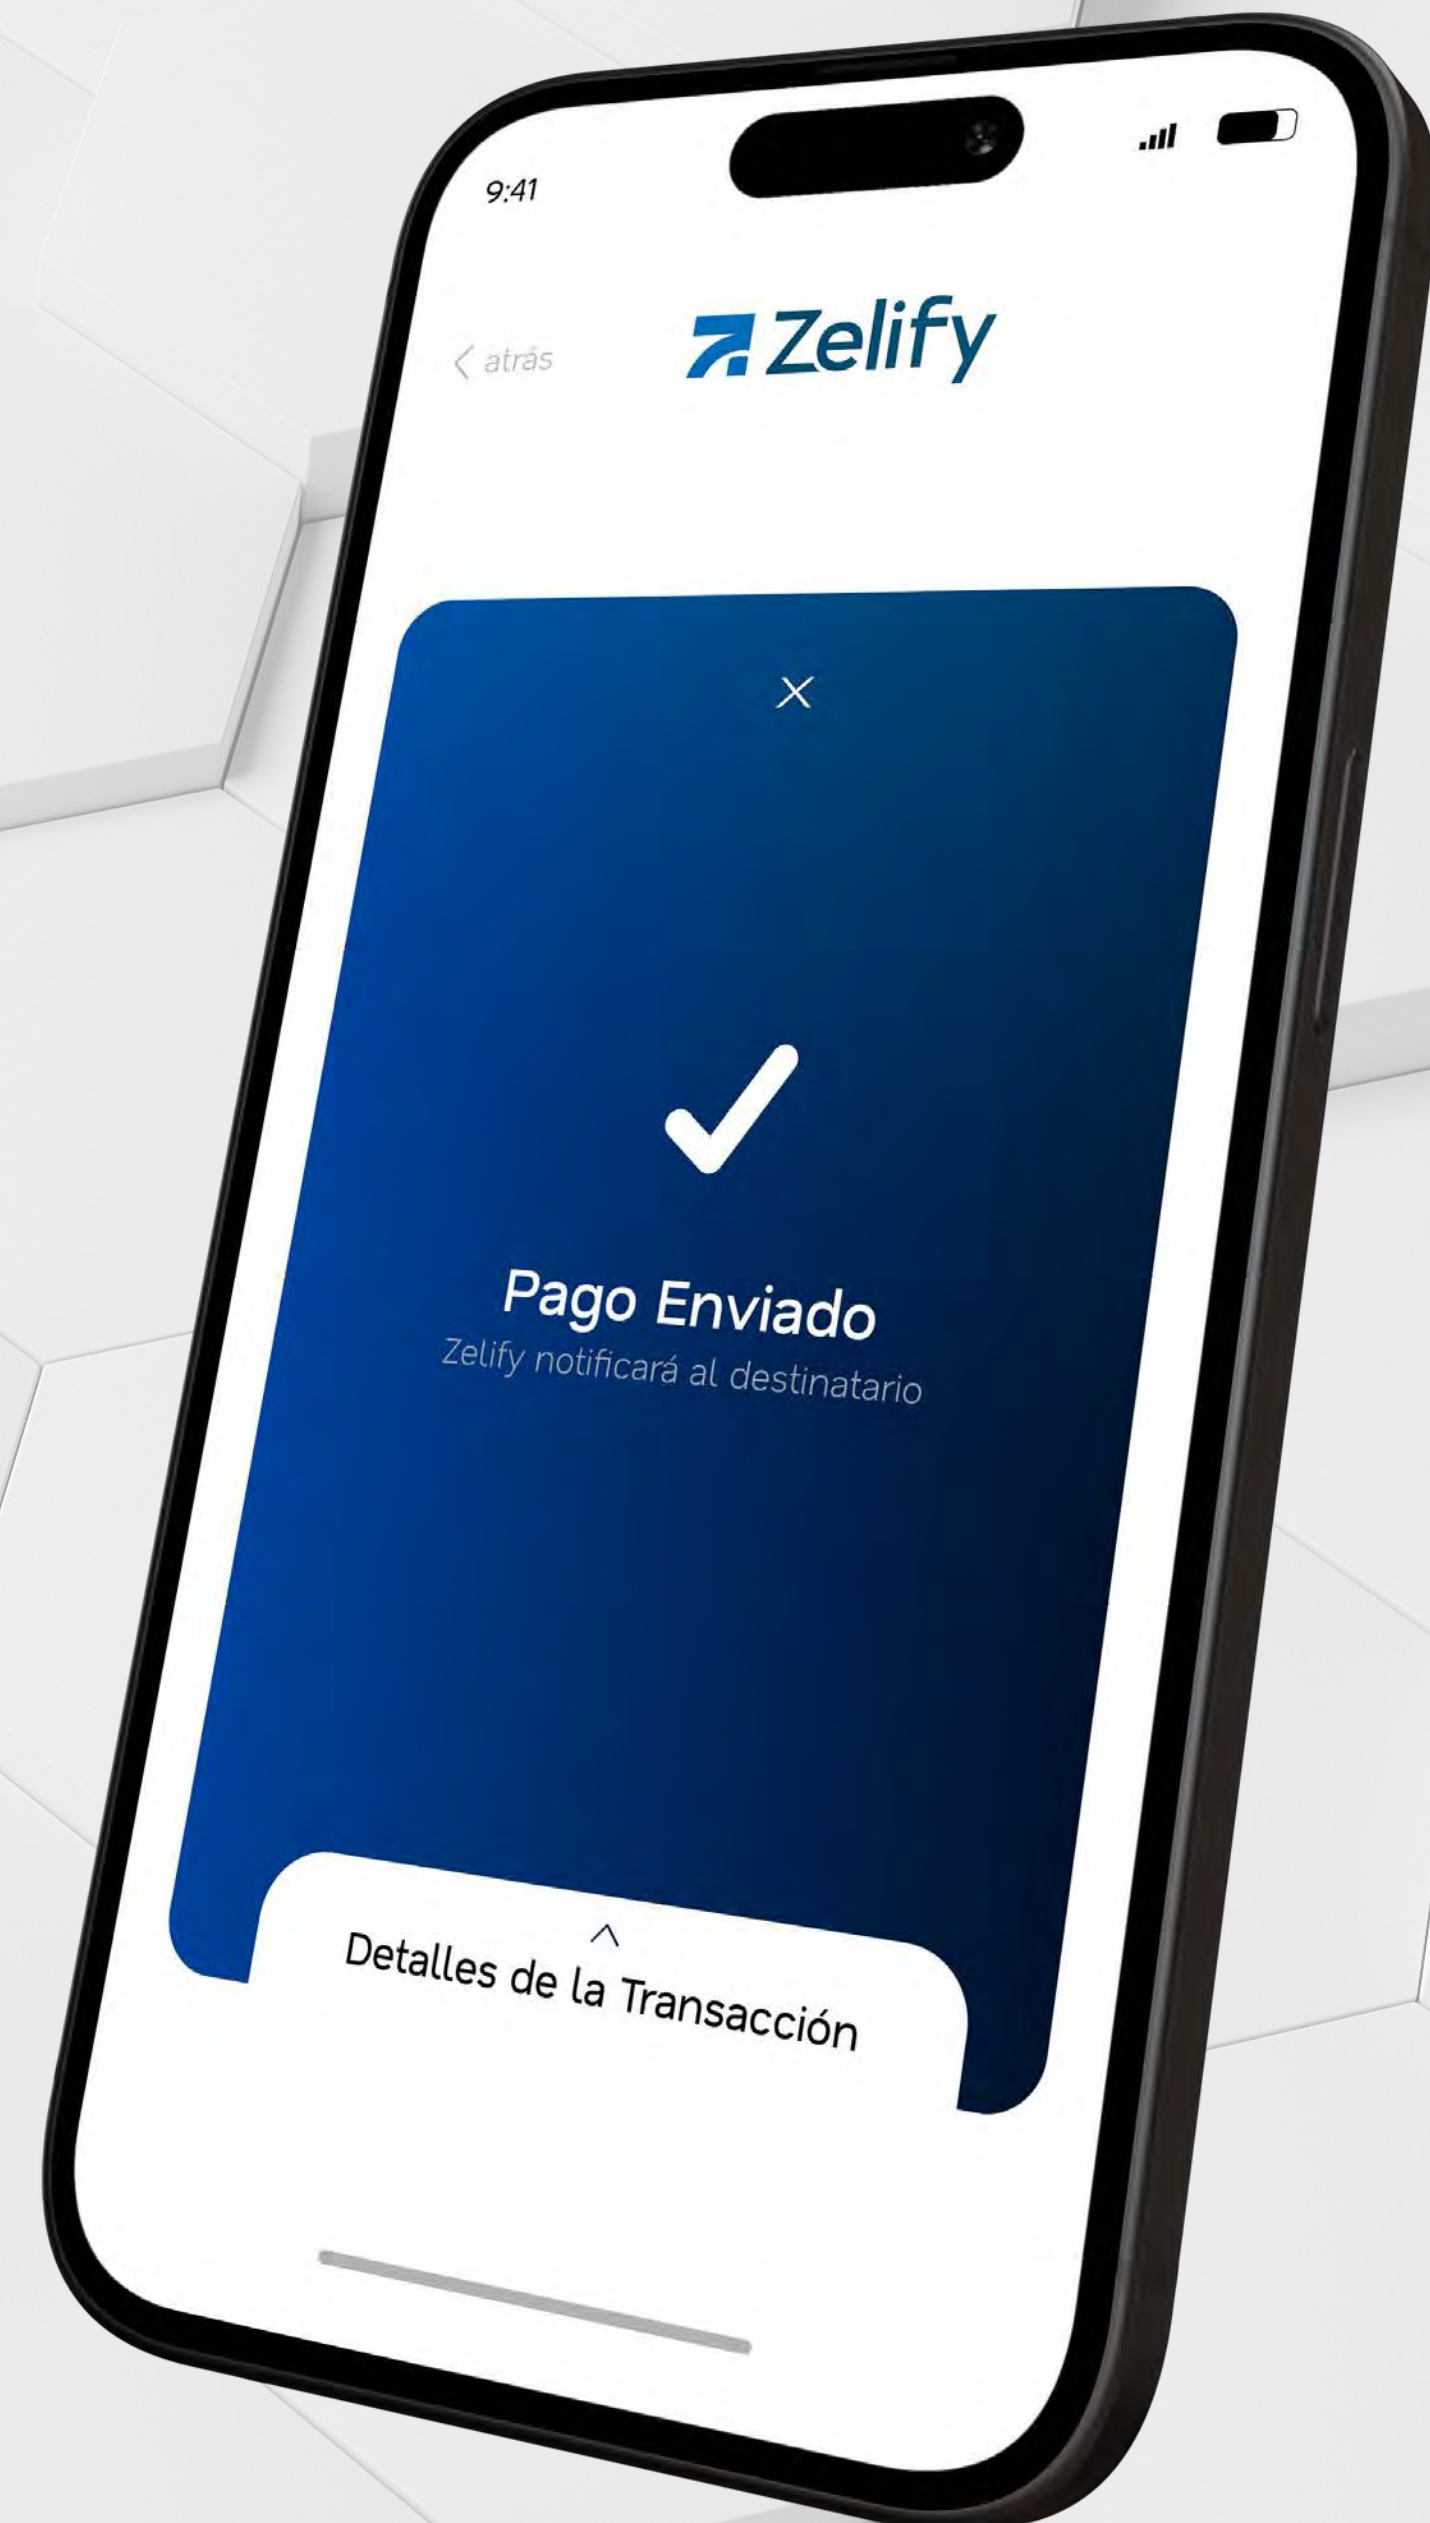 9:41
atrás
Zelify
Pago Enviado
Zelify notificará al destinatario
Detalles de la Transacción